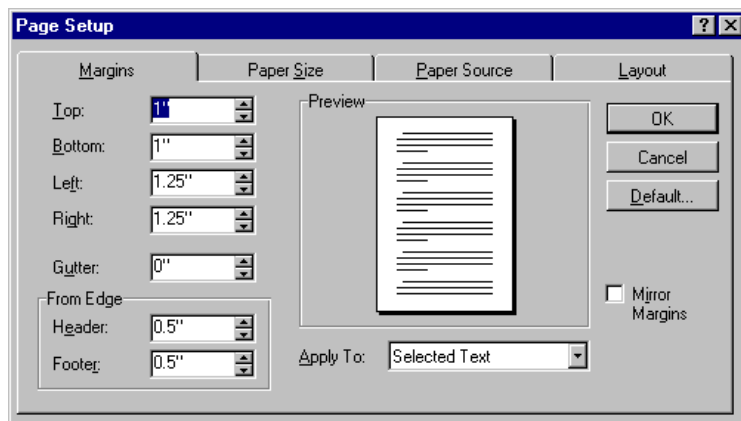 Page Setup
Margins
Paper Size
Paper Source
Layout
Top: 1"
Bottom: 1"
Left: 1.25"
Right: 1.25"
Gutter: 0"
From Edge
Header: 0.5"
Footer: 0.5"
Preview
Apply To: Selected Text
OK
Cancel
Default...
Mirror
Margins